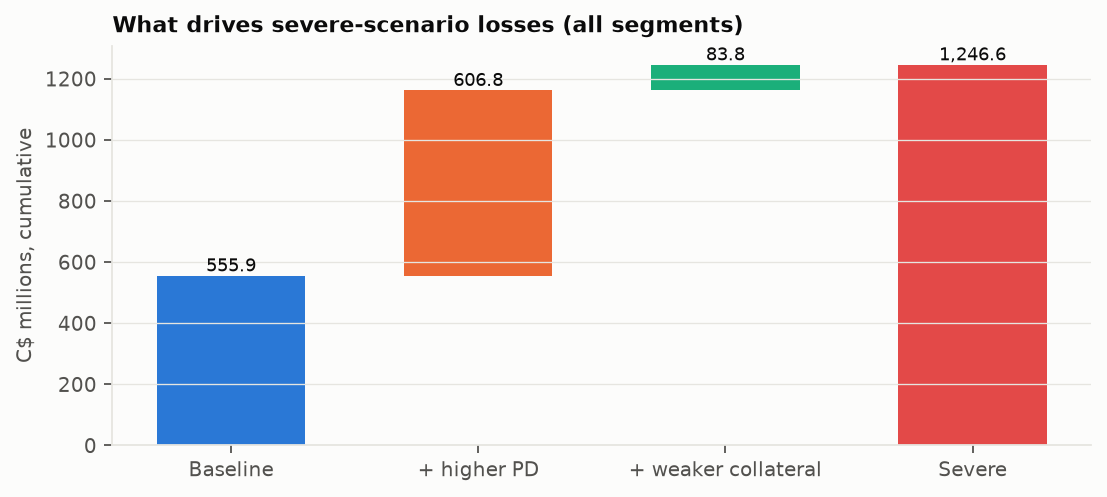 What drives severe-scenario losses (all segments)
C$ millions, cumulative
1200
1000
800
600
400
200
0
555.9
606.8
83.8
1,246.6
Baseline
+ higher PD
+ weaker collateral
Severe